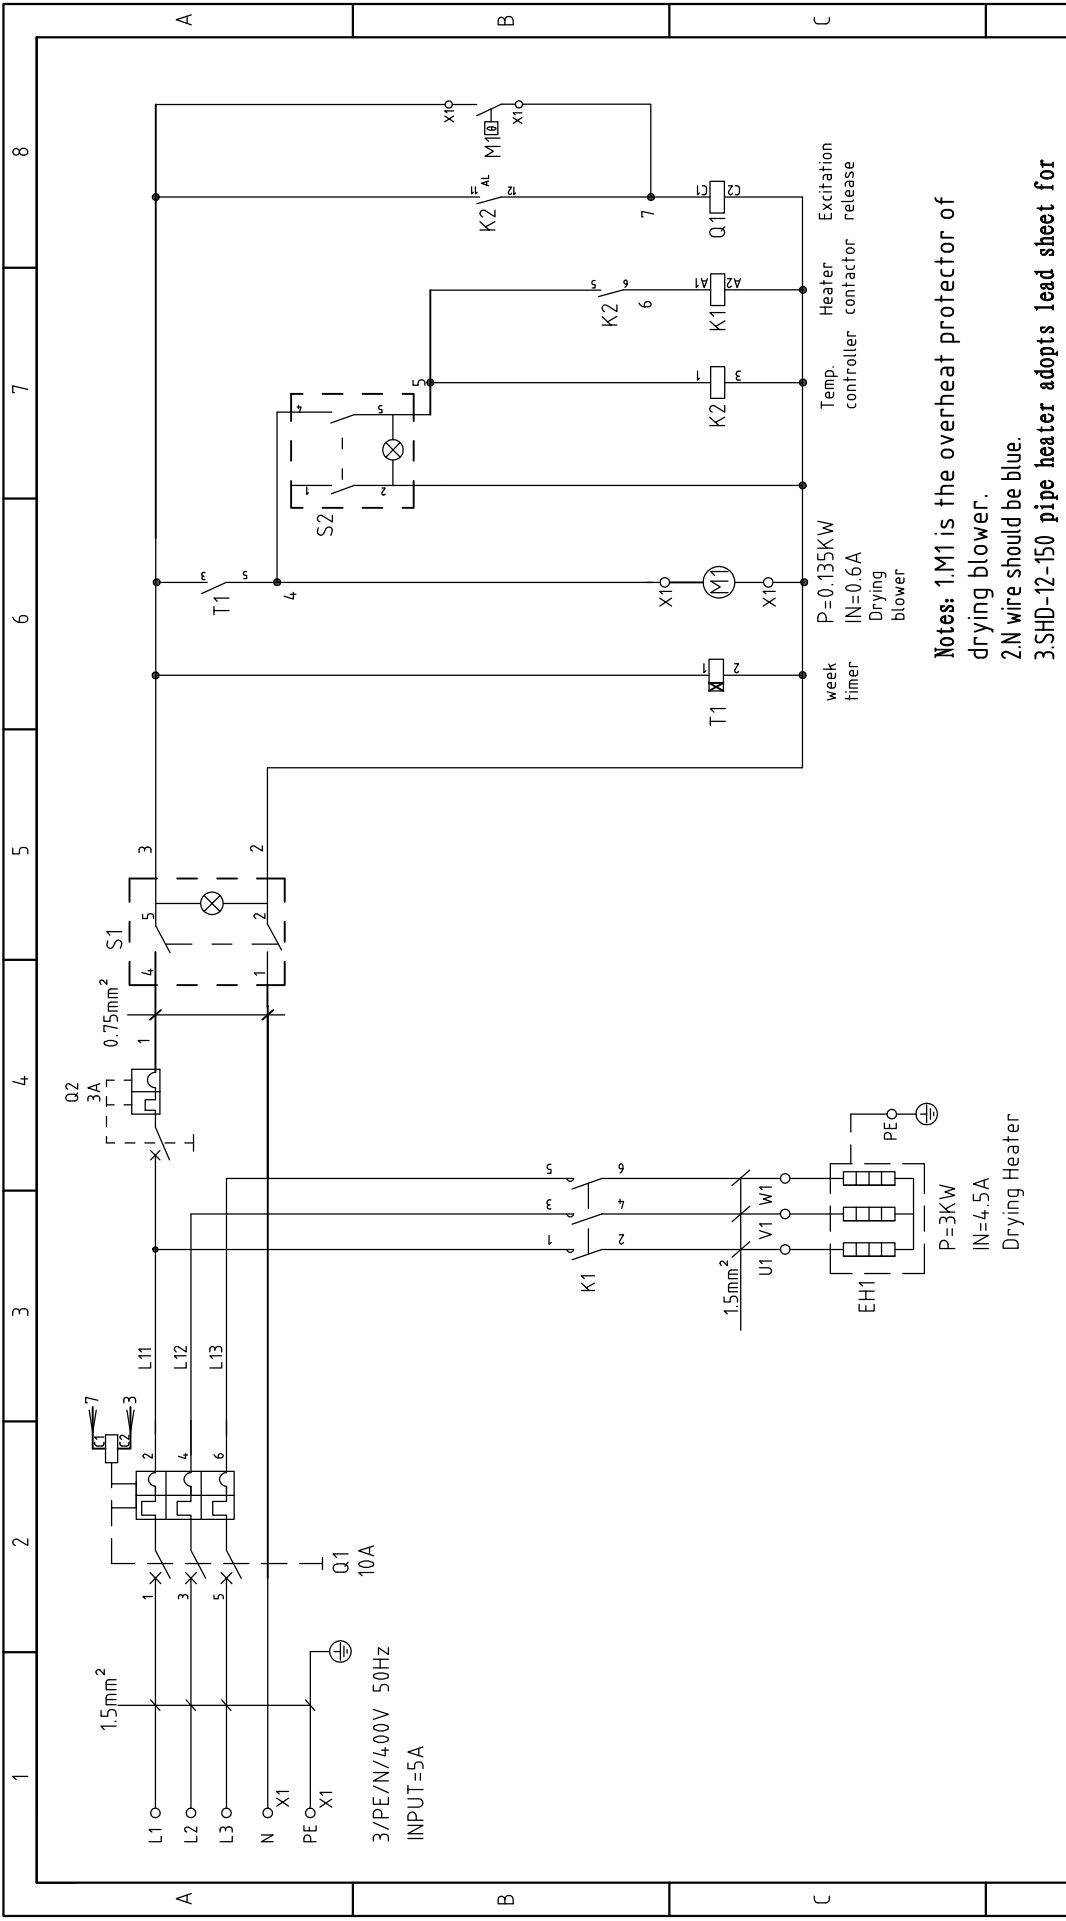 1
2
3
4
5
6
7
8
A
A
B
B
C
C
L1
L2
L3
N
PE
X1
X1
1.5mm²
3/PE/N/400V 50Hz
INPUT=5A
1
3
5
2
4
6
Q1
10A
C1
C2
7
3
L11
L12
L13
1
3
5
2
4
6
K1
1.5mm²
U1
V1
W1
PE
EH1
P=3KW
IN=4.5A
Drying Heater
Q2
3A
1
0.75mm²
S1
4
5
1
2
3
2
T1
1
2
week
timer
T1
3
5
4
X1
M1
X1
P=0.135KW
IN=0.6A
Drying
blower
S2
1
2
4
5
5
K2
1
3
Temp.
controller
K2
5
6
6
K1
A1
A2
Heater
contactor
K2
11
AL
12
7
Q1
C1
C2
Excitation
release
X1
M1
θ
X1
Notes: 1.M1 is the overheat protector of
drying blower.
2.N wire should be blue.
3.SHD-12-150 pipe heater adopts lead sheet for